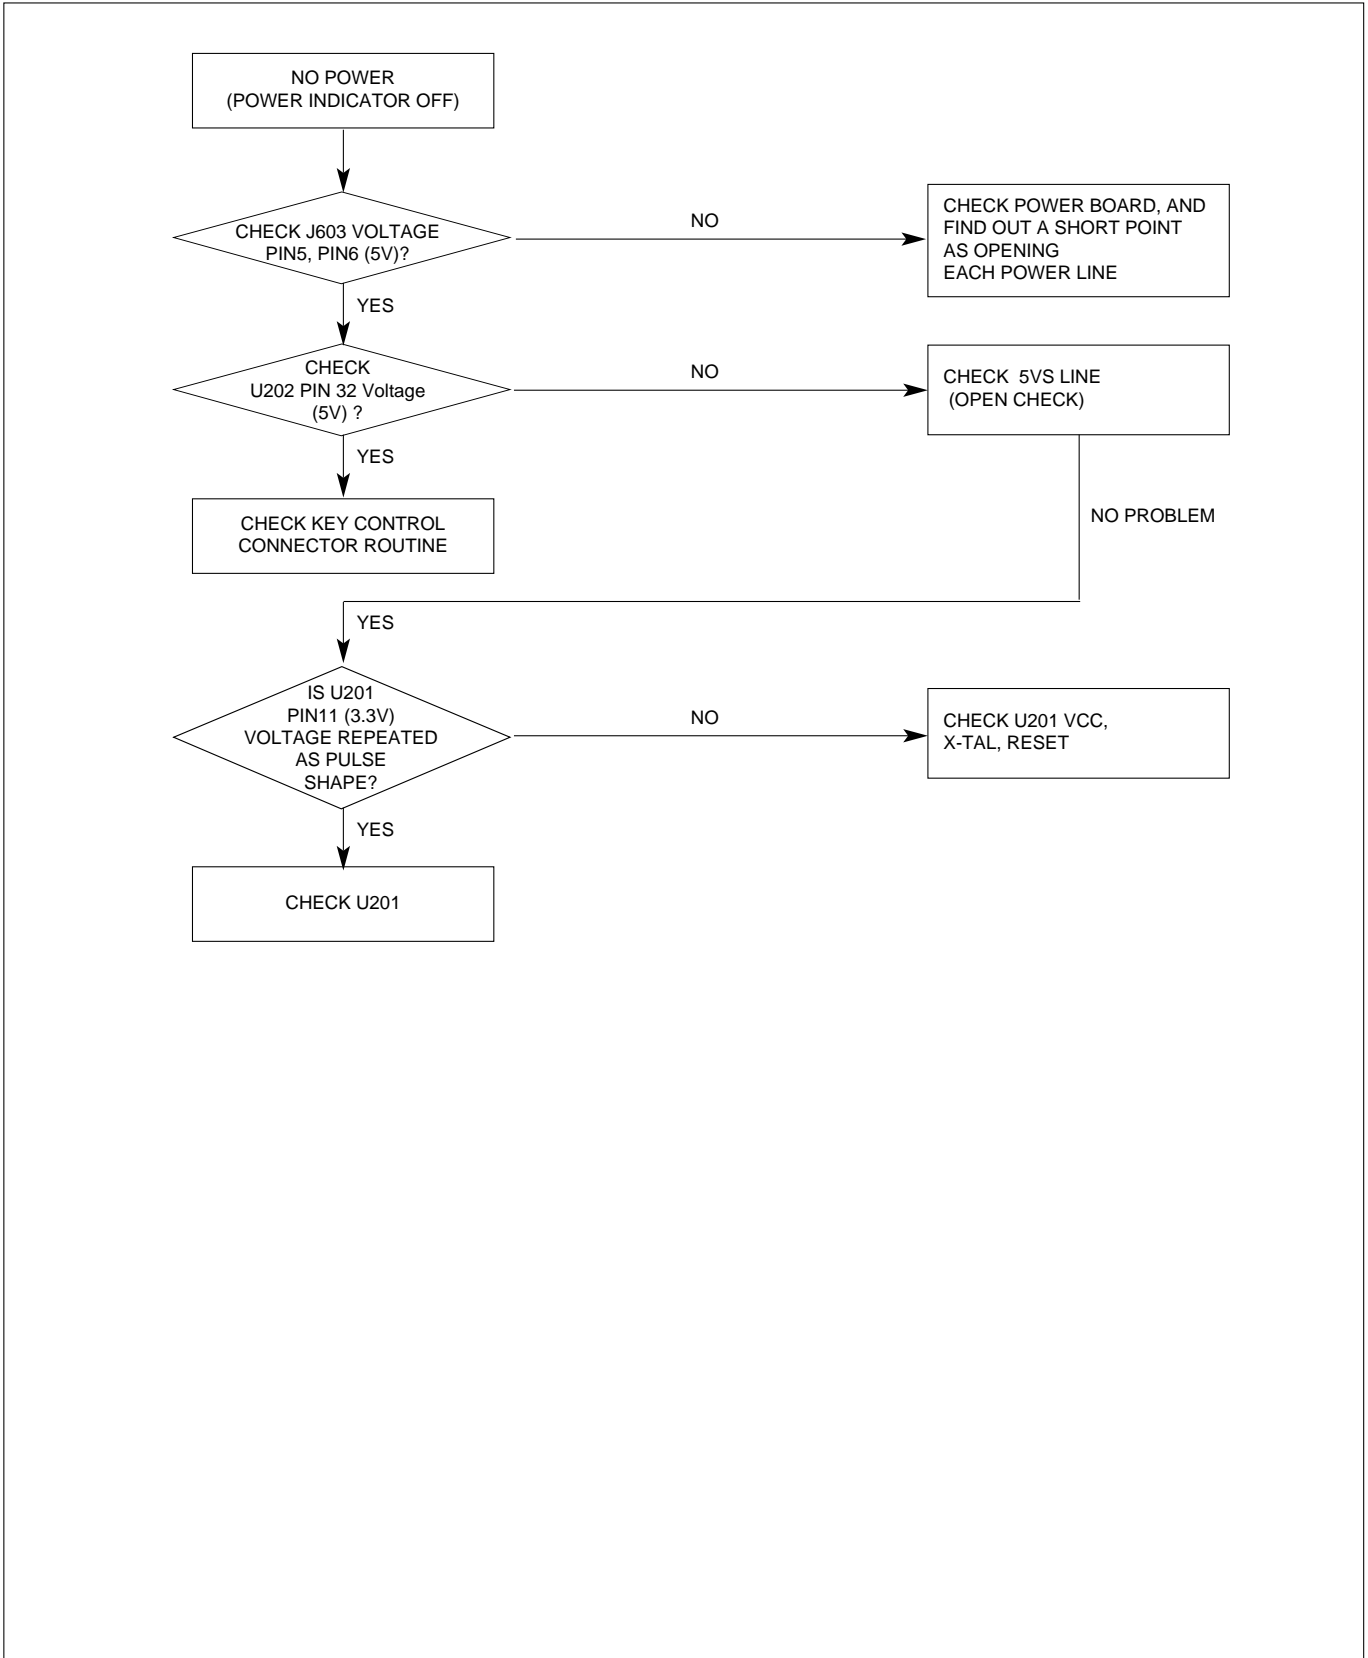 NO POWER
(POWER INDICATOR OFF)
CHECK J603 VOLTAGE
PIN5, PIN6 (5V)?
NO
CHECK POWER BOARD, AND
FIND OUT A SHORT POINT
AS OPENING
EACH POWER LINE
YES
CHECK
U202 PIN 32 Voltage
(5V) ?
NO
CHECK 5VS LINE
(OPEN CHECK)
YES
CHECK KEY CONTROL
CONNECTOR ROUTINE
NO PROBLEM
YES
IS U201
PIN11 (3.3V)
VOLTAGE REPEATED
AS PULSE
SHAPE?
NO
CHECK U201 VCC,
X-TAL, RESET
YES
CHECK U201